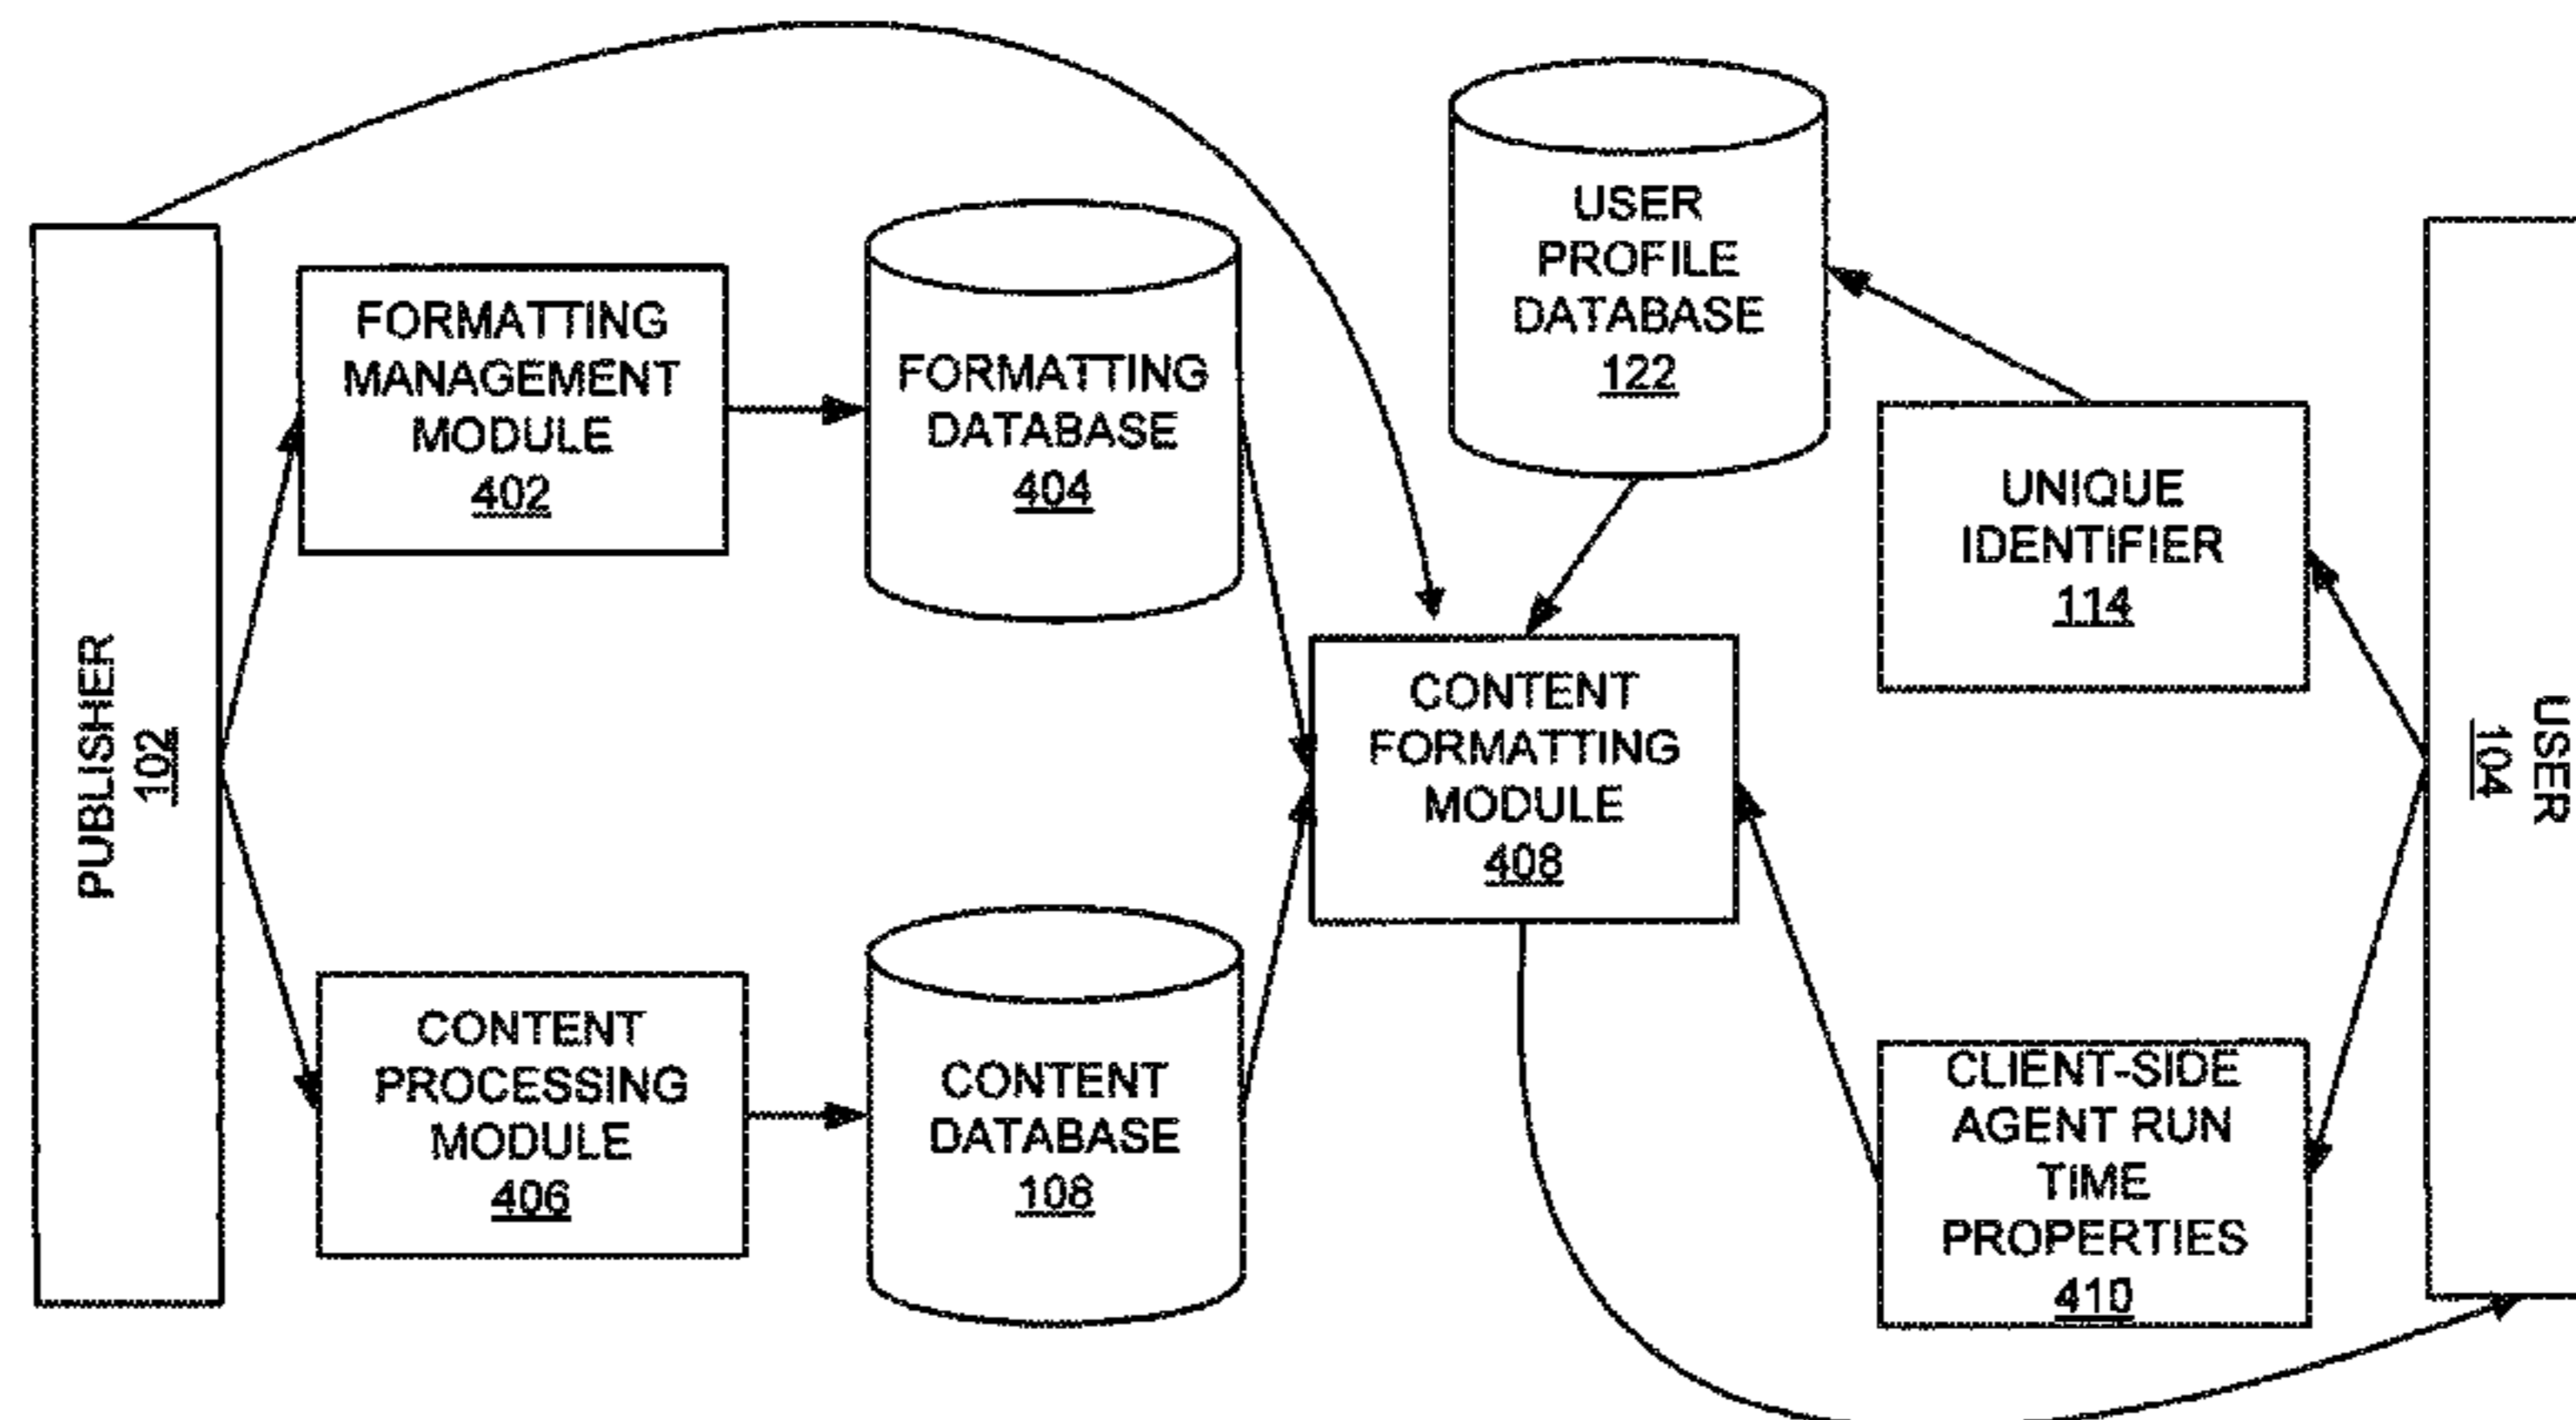 PUBLISHER
102
FORMATTING
MANAGEMENT
MODULE
402
FORMATTING
DATABASE
404
CONTENT
PROCESSING
MODULE
406
CONTENT
DATABASE
108
USER
PROFILE
DATABASE
122
CONTENT
FORMATTING
MODULE
408
UNIQUE
IDENTIFIER
114
CLIENT-SIDE
AGENT RUN
TIME
PROPERTIES
410
USER
104